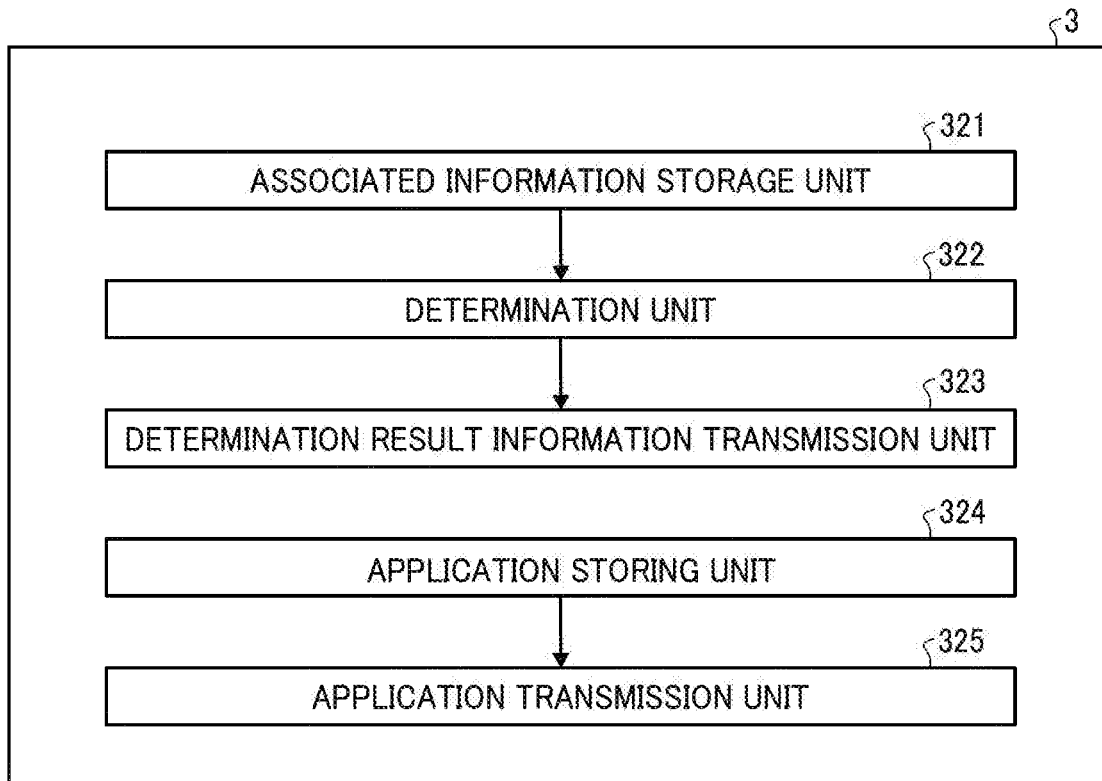 3
321
ASSOCIATED INFORMATION STORAGE UNIT
322
DETERMINATION UNIT
323
DETERMINATION RESULT INFORMATION TRANSMISSION UNIT
324
APPLICATION STORING UNIT
325
APPLICATION TRANSMISSION UNIT